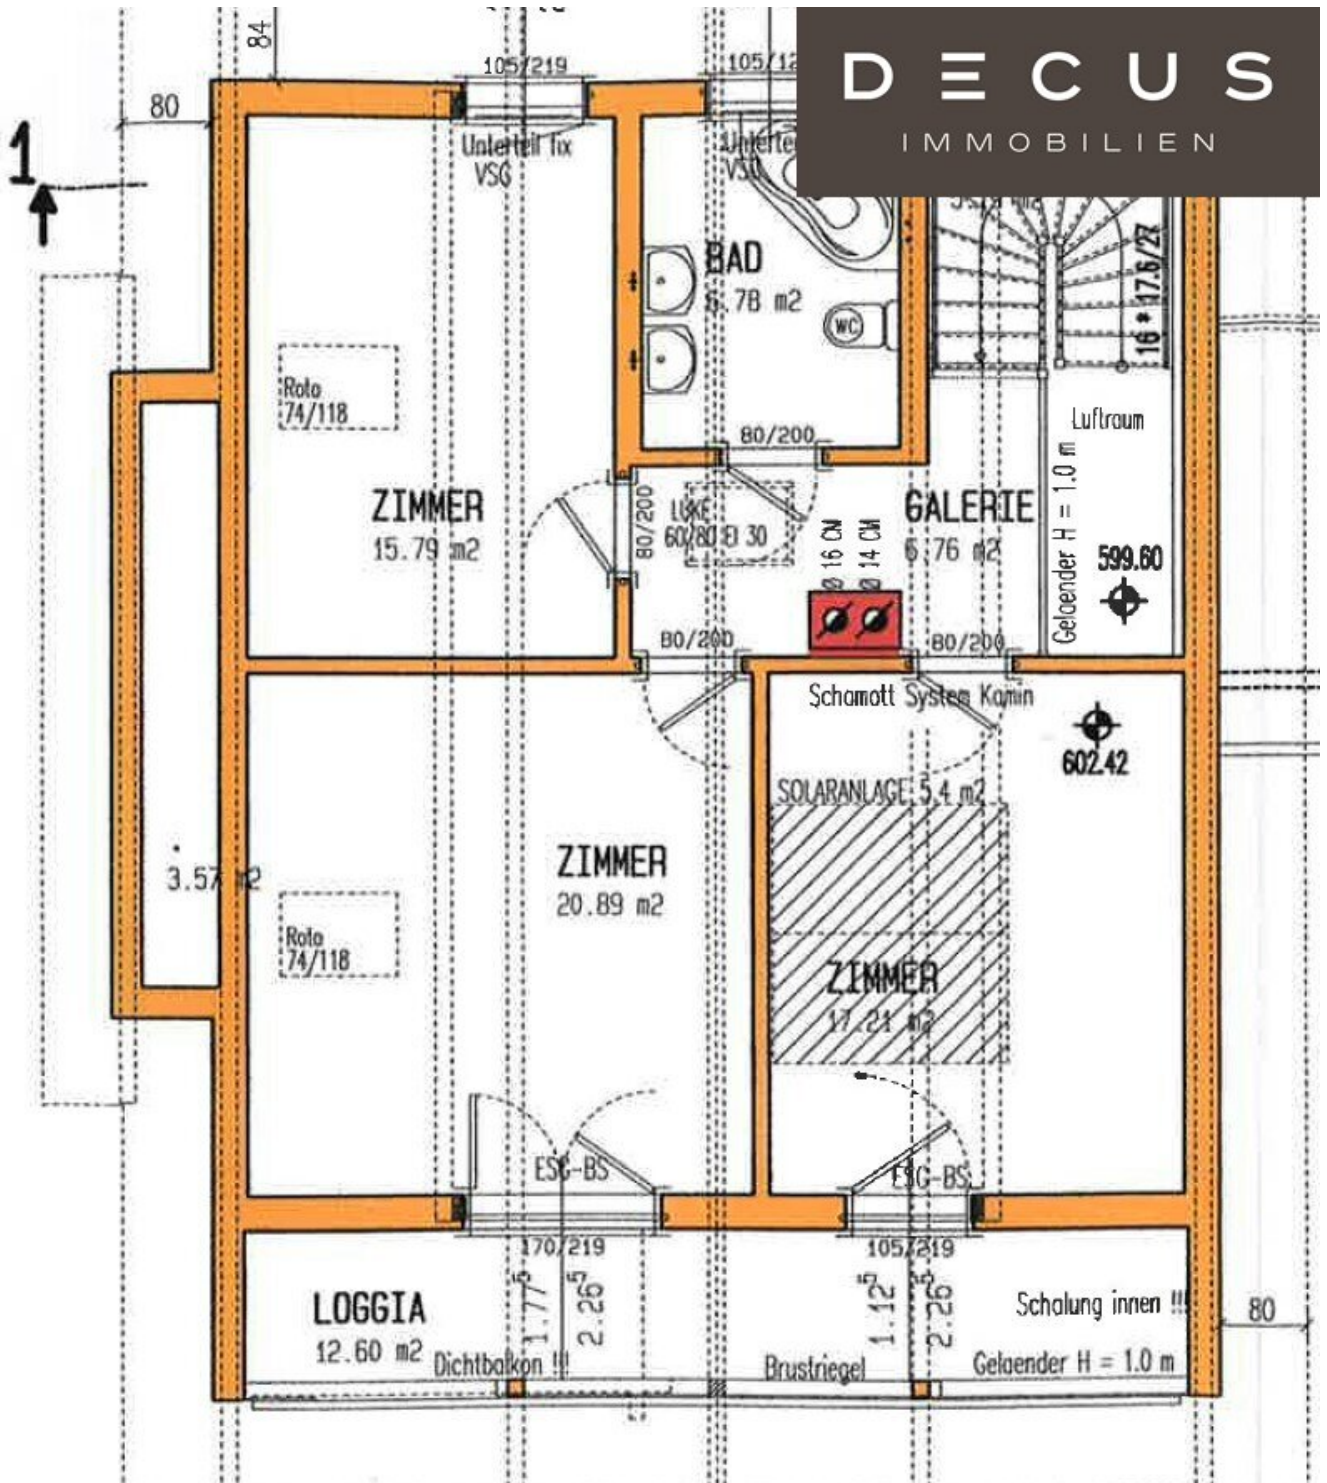 84
105/219
105/12
DECUS
IMMOBILIEN
80
1
Unterteil fix
VSG
BAD
6.78 m2
WC
16 * 17.6/27
Roto
74/118
Luftraum
80/200
ZIMMER
15.79 m2
80/200
LUKE
60/80 EI 30
Ø 16 CM
Ø 14 CM
GALERIE
6.76 m2
Gelaender H = 1.0 m
599.60
80/200
80/200
Schamott System Kamin
602.42
SOLARANLAGE 5.4 m2
ZIMMER
20.89 m2
3.57 m2
Roto
74/118
ZIMMER
17.21 m2
ESG-BS
ESG-BS
170/219
105/219
LOGGIA
12.60 m2
1.77⁵
2.26⁵
1.12⁵
2.26⁵
Schalung innen !!!
80
Dichtbalkon !!!
Brustriegel
Gelaender H = 1.0 m